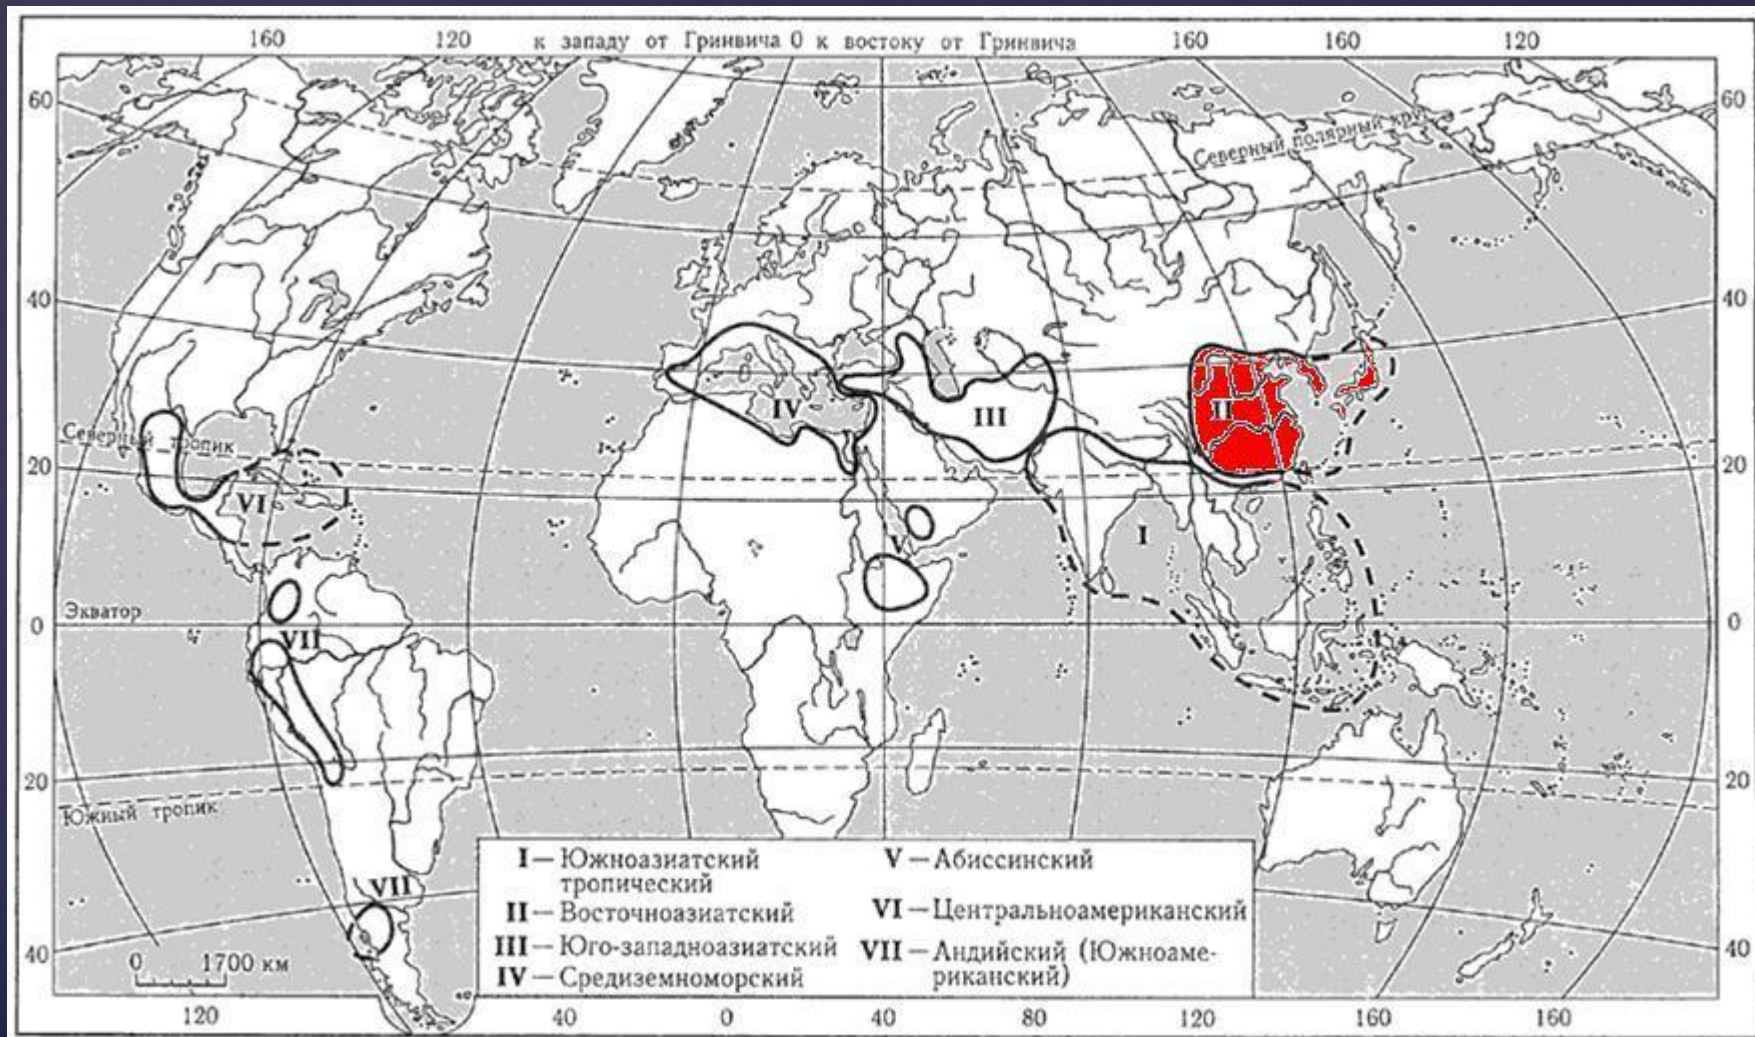 160 120 к западу от Гринвича 0 к востоку от Гринвича 160 160 120
60 60
Северный полярный кру
40 40
IV III II
Северный тропик
20 20
VI I
V
Экватор
0 0
VII
20 20
Южный тропик
VII
I — Южноазиатский
тропический
II — Восточноазиатский
III — Юго-западноазиатский
IV — Средиземноморский
V — Абиссинский
VI — Центральноамериканский
VII — Андийский (Южноаме-
риканский)
40 40
0 1700 км
120 40 0 40 80 120 160 160